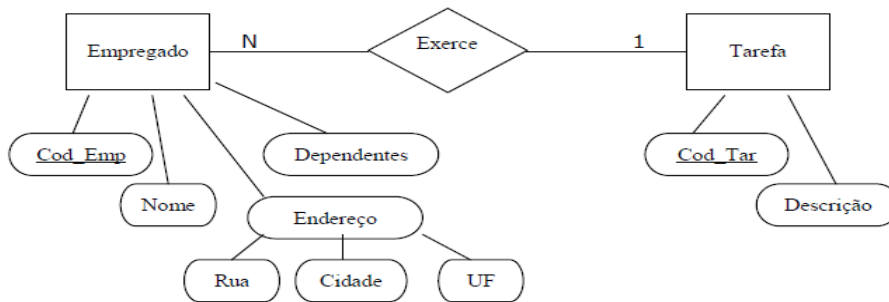 Empregado
N
Exerce
1
Tarefa
Cod_Emp
Dependentes
Cod_Tar
Nome
Endereço
Descrição
Rua
Cidade
UF